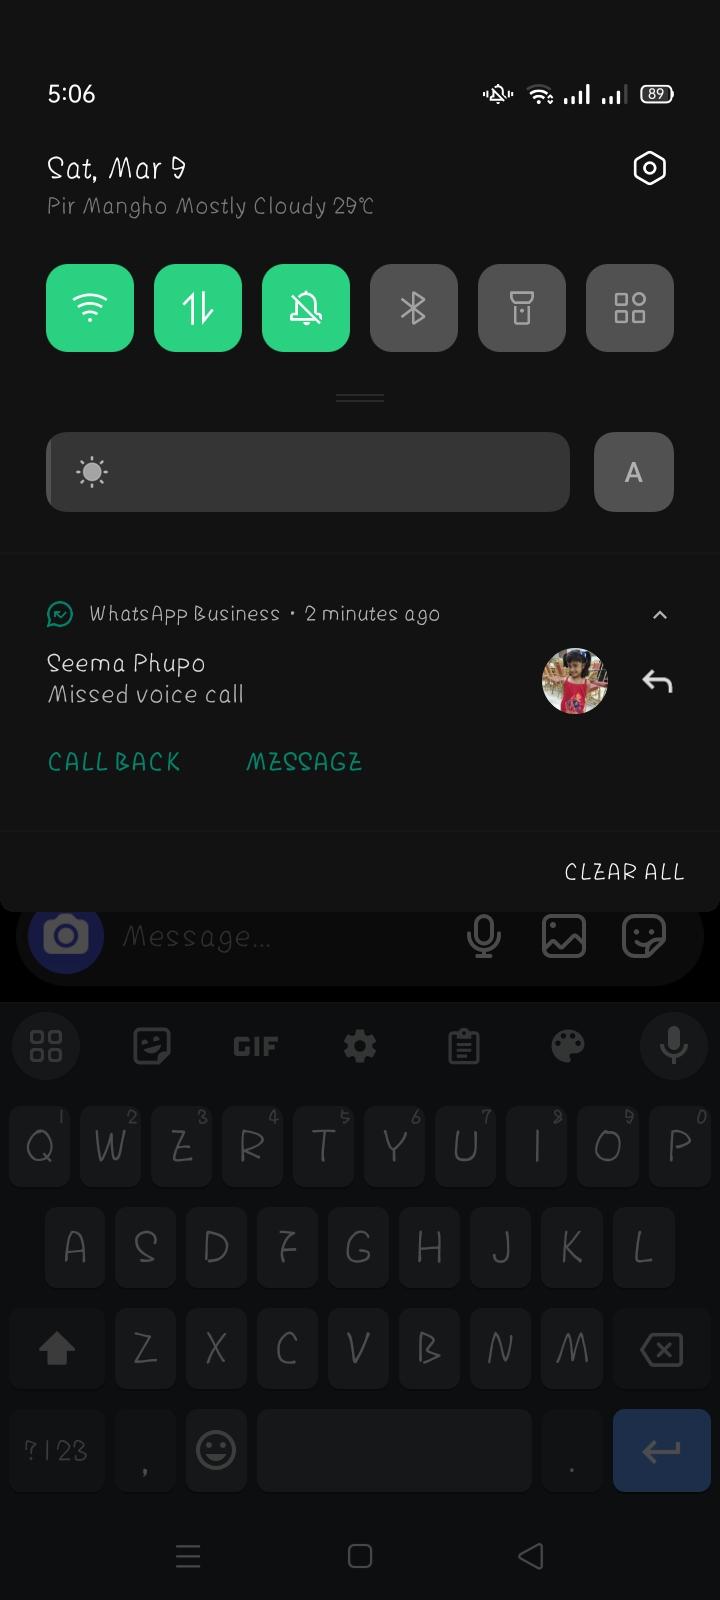 5:06
89
Sat, Mar 9
Pir Mangho Mostly Cloudy 29°C
A
WhatsApp Business • 2 minutes ago
Seema Phupo
Missed voice call
CALL BACK MESSAGE
CLEAR ALL
Message...
GIF
1 2 3 4 5 6 7 8 9 0
Q W E R T Y U I O P
A S D F G H J K L
Z X C V B N M
?123 , .